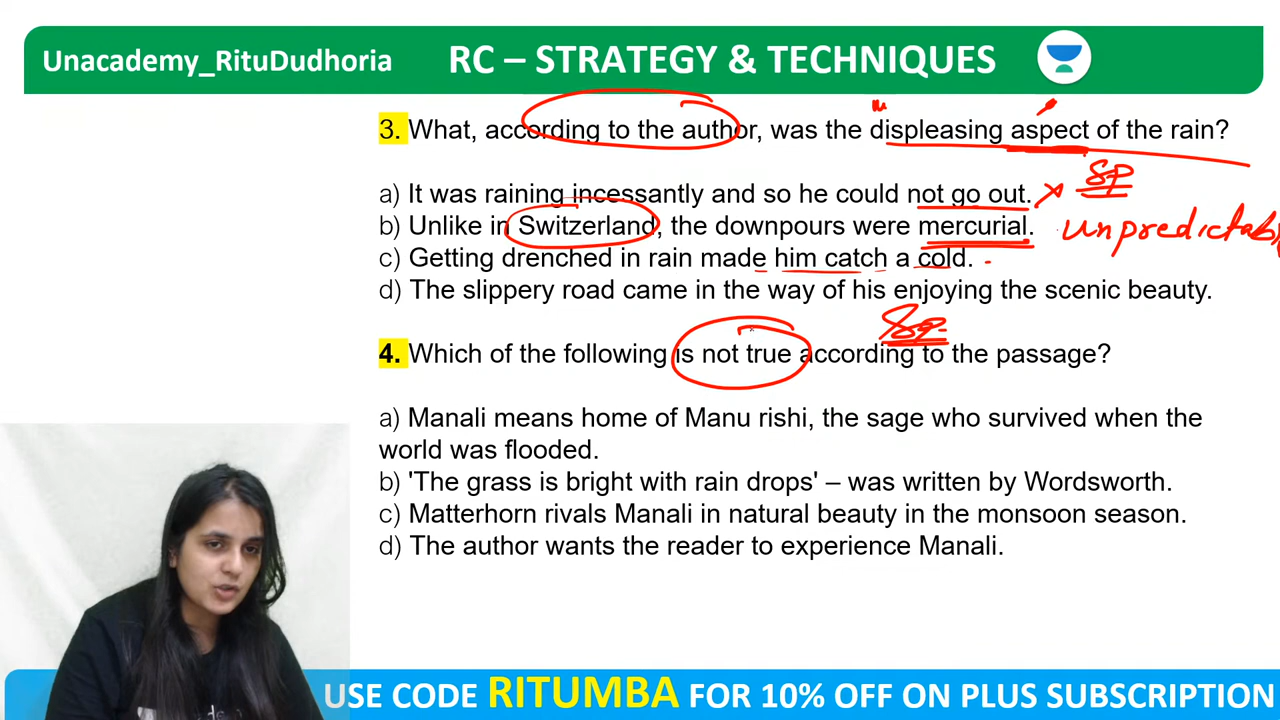 Unacademy_RituDudhoria
RC – STRATEGY & TECHNIQUES
3. What, according to the author, was the displeasing aspect of the rain?
a) It was raining incessantly and so he could not go out.
Sp
b) Unlike in Switzerland, the downpours were mercurial.
unpredictable
c) Getting drenched in rain made him catch a cold.
d) The slippery road came in the way of his enjoying the scenic beauty.
Sp.
4. Which of the following is not true according to the passage?
a) Manali means home of Manu rishi, the sage who survived when the
world was flooded.
b) 'The grass is bright with rain drops' – was written by Wordsworth.
c) Matterhorn rivals Manali in natural beauty in the monsoon season.
d) The author wants the reader to experience Manali.
USE CODE RITUMBA FOR 10% OFF ON PLUS SUBSCRIPTION